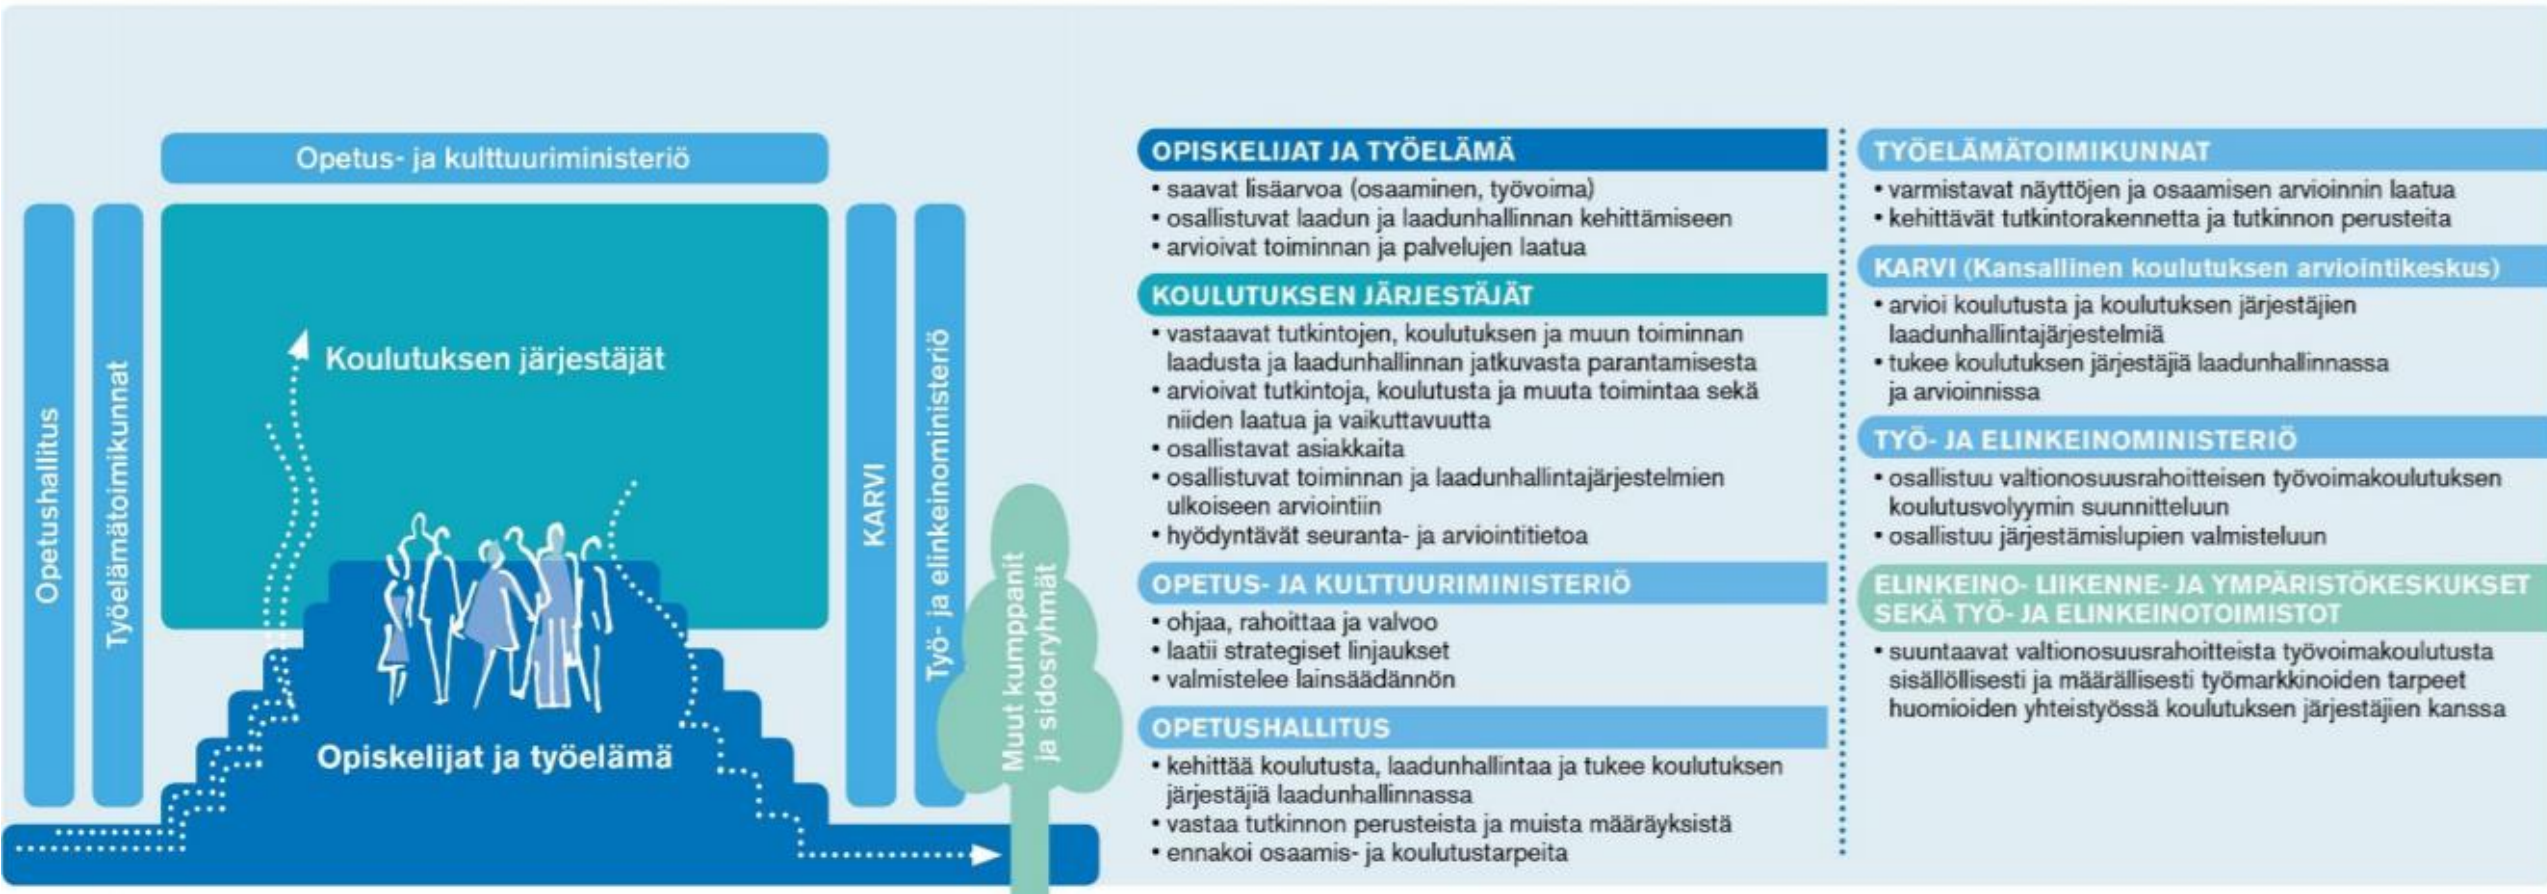 Opetus- ja kulttuuriministeriö
Opetushallitus
Työelämätoimikunnat
Koulutuksen järjestäjät
Opiskelijat ja työelämä
KARVI
Työ- ja elinkeinoministeriö
Muut kumppanit
ja sidosryhmät
OPISKELIJAT JA TYÖELÄMÄ
• saavat lisäarvoa (osaaminen, työvoima)
• osallistuvat laadun ja laadunhallinnan kehittämiseen
• arvioivat toiminnan ja palvelujen laatua
KOULUTUKSEN JÄRJESTÄJÄT
• vastaavat tutkintojen, koulutuksen ja muun toiminnan
laadusta ja laadunhallinnan jatkuvasta parantamisesta
• arvioivat tutkintoja, koulutusta ja muuta toimintaa sekä
niiden laatua ja vaikuttavuutta
• osallistavat asiakkaita
• osallistuvat toiminnan ja laadunhallintajärjestelmien
ulkoiseen arviointiin
• hyödyntävät seuranta- ja arviointitietoa
OPETUS- JA KULTTUURIMINISTERIÖ
• ohjaa, rahoittaa ja valvoo
• laatii strategiset linjaukset
• valmistelee lainsäädännön
OPETUSHALLITUS
• kehittää koulutusta, laadunhallintaa ja tukee koulutuksen
järjestäjiä laadunhallinnassa
• vastaa tutkinnon perusteista ja muista määräyksistä
• ennakoi osaamis- ja koulutustarpeita
TYÖELÄMÄTOIMIKUNNAT
• varmistavat näyttöjen ja osaamisen arvioinnin laatua
• kehittävät tutkintorakennetta ja tutkinnon perusteita
KARVI (Kansallinen koulutuksen arviointikeskus)
• arvioi koulutusta ja koulutuksen järjestäjien
laadunhallintajärjestelmiä
• tukee koulutuksen järjestäjiä laadunhallinnassa
ja arvioinnissa
TYÖ- JA ELINKEINOMINISTERIÖ
• osallistuu valtionosuusrahoitteisen työvoimakoulutuksen
koulutusvolyymin suunnitteluun
• osallistuu järjestämislupien valmisteluun
ELINKEINO- LIIKENNE- JA YMPÄRISTÖKESKUKSET
SEKÄ TYÖ- JA ELINKEINOTOIMISTOT
• suuntaavat valtionosuusrahoitteista työvoimakoulutusta
sisällöllisesti ja määrällisesti työmarkkinoiden tarpeet
huomioiden yhteistyössä koulutuksen järjestäjien kanssa